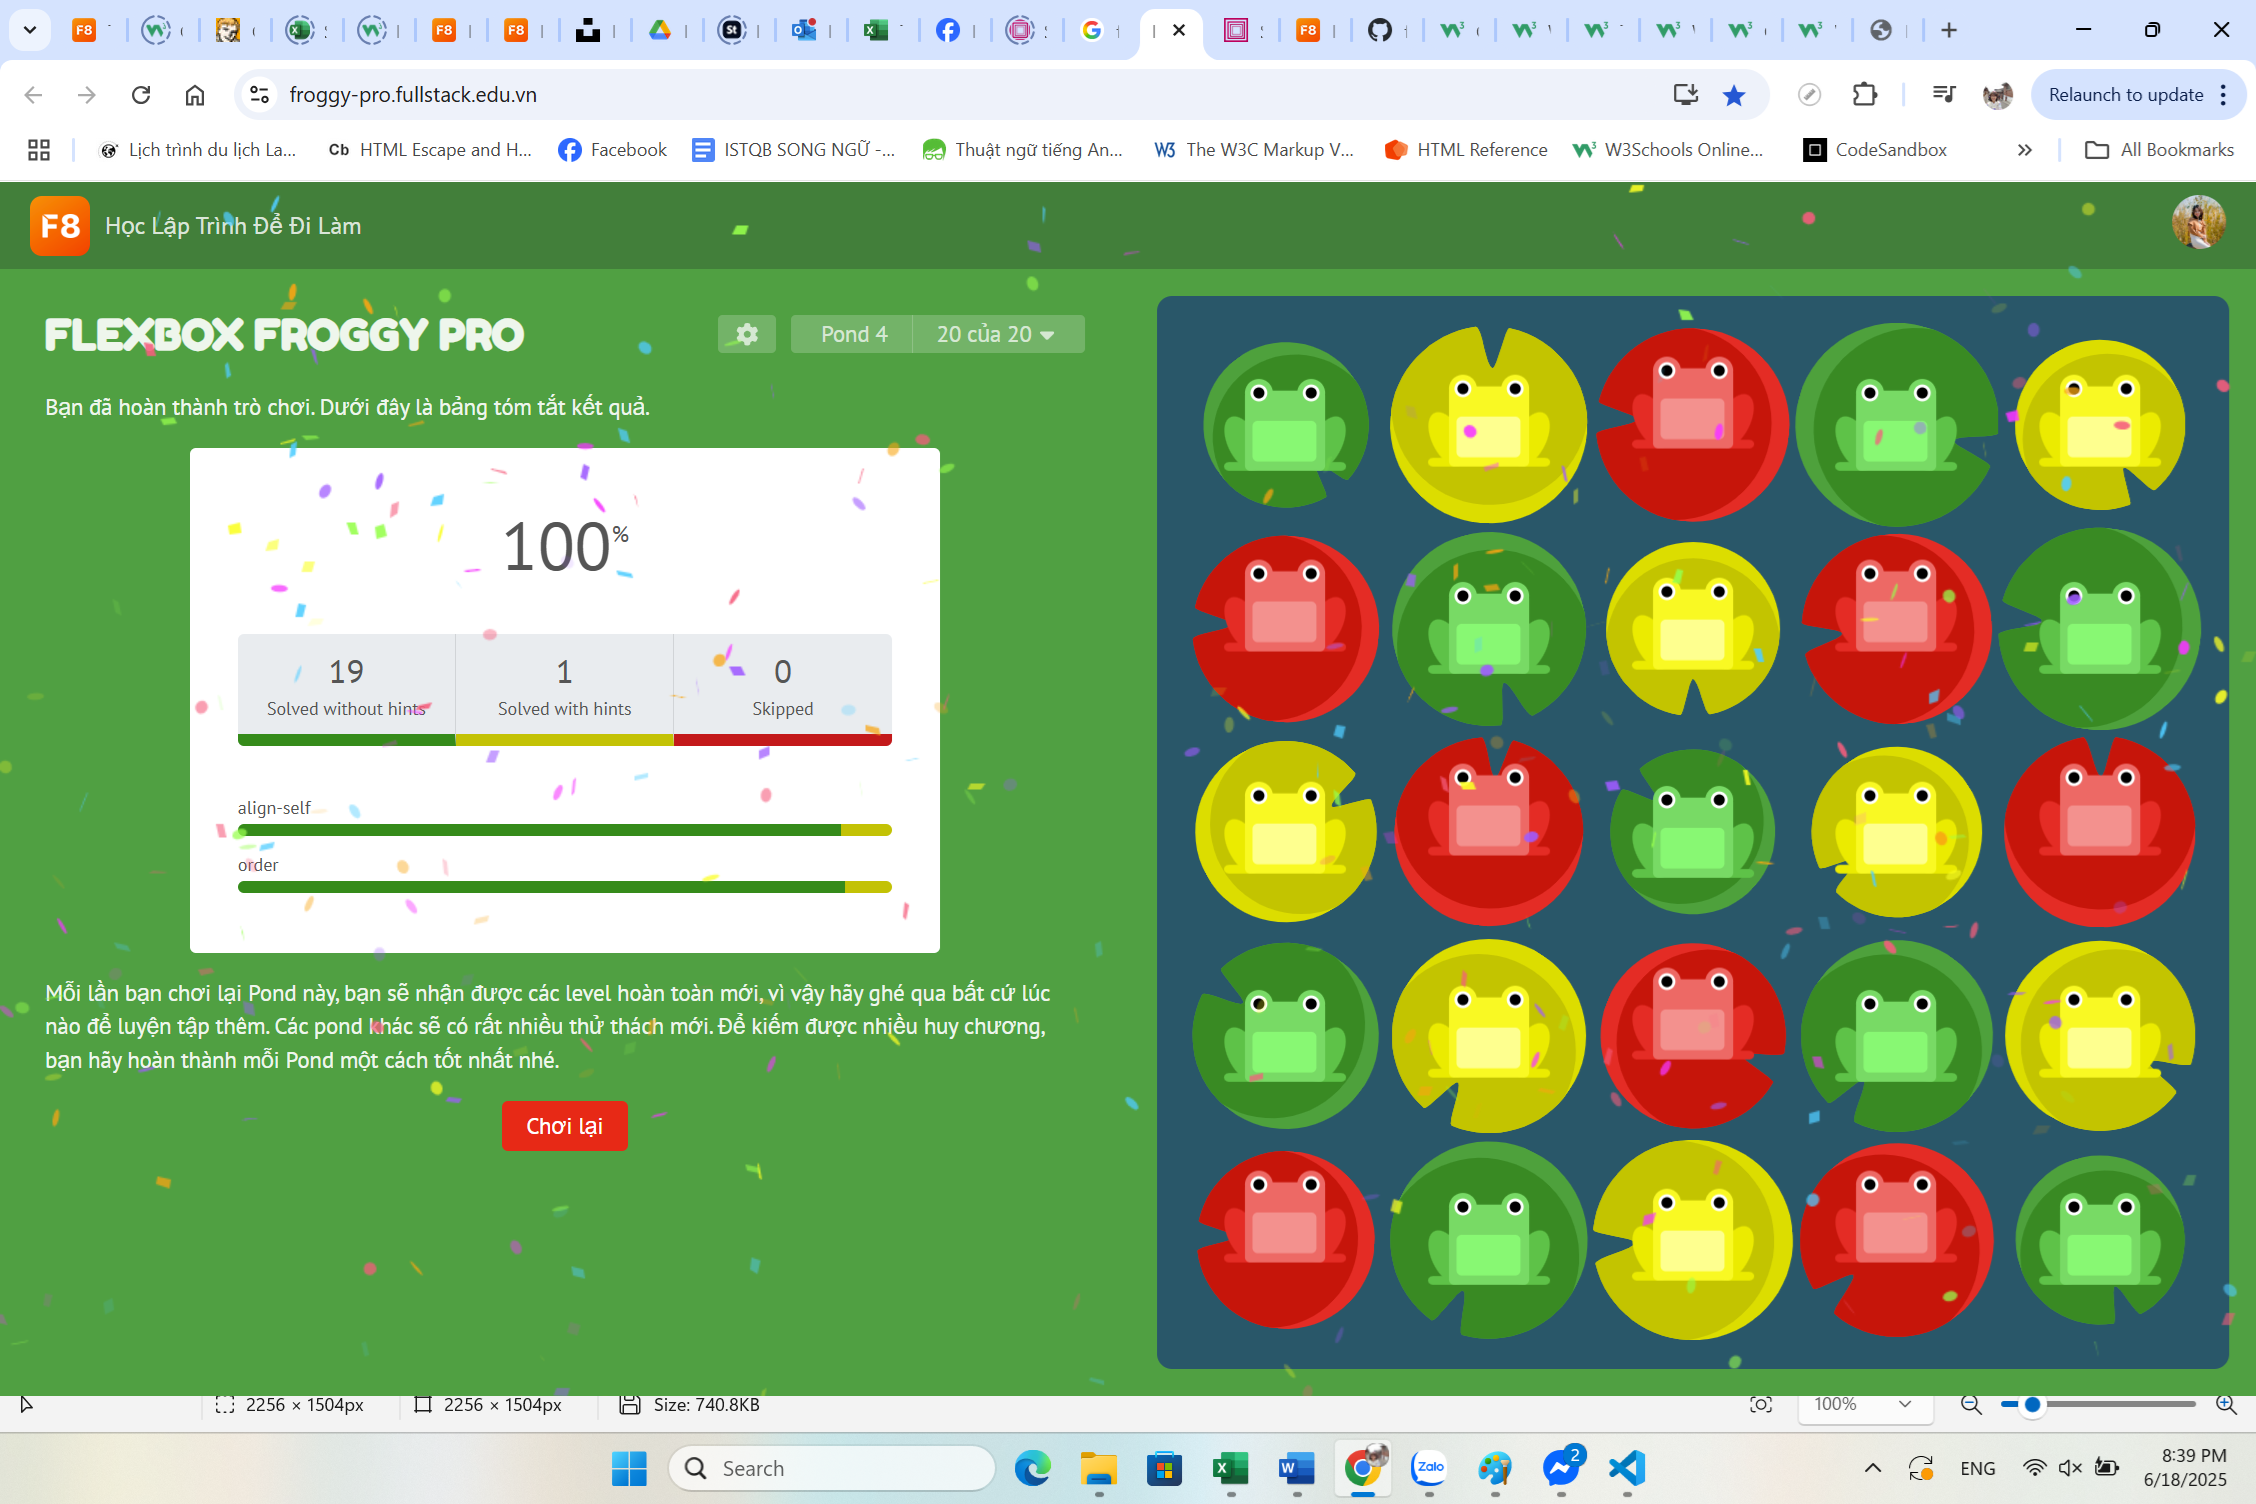 froggy-pro.fullstack.edu.vn
Relaunch to update
Lịch trình du lịch La...
Cb HTML Escape and H...
Facebook
ISTQB SONG NGỮ -...
Thuật ngữ tiếng An...
The W3C Markup V...
HTML Reference
W3Schools Online...
CodeSandbox
All Bookmarks
F8 Học Lập Trình Để Đi Làm
FLEXBOX FROGGY PRO
Pond 4
20 của 20
Bạn đã hoàn thành trò chơi. Dưới đây là bảng tóm tắt kết quả.
100%
19
Solved without hints
1
Solved with hints
0
Skipped
align-self
order
Mỗi lần bạn chơi lại Pond này, bạn sẽ nhận được các level hoàn toàn mới, vì vậy hãy ghé qua bất cứ lúc
nào để luyện tập thêm. Các pond khác sẽ có rất nhiều thử thách mới. Để kiếm được nhiều huy chương,
bạn hãy hoàn thành mỗi Pond một cách tốt nhất nhé.
Chơi lại
2256 × 1504px
2256 × 1504px
Size: 740.8KB
100%
Search
Zalo
2
ENG
8:39 PM
6/18/2025